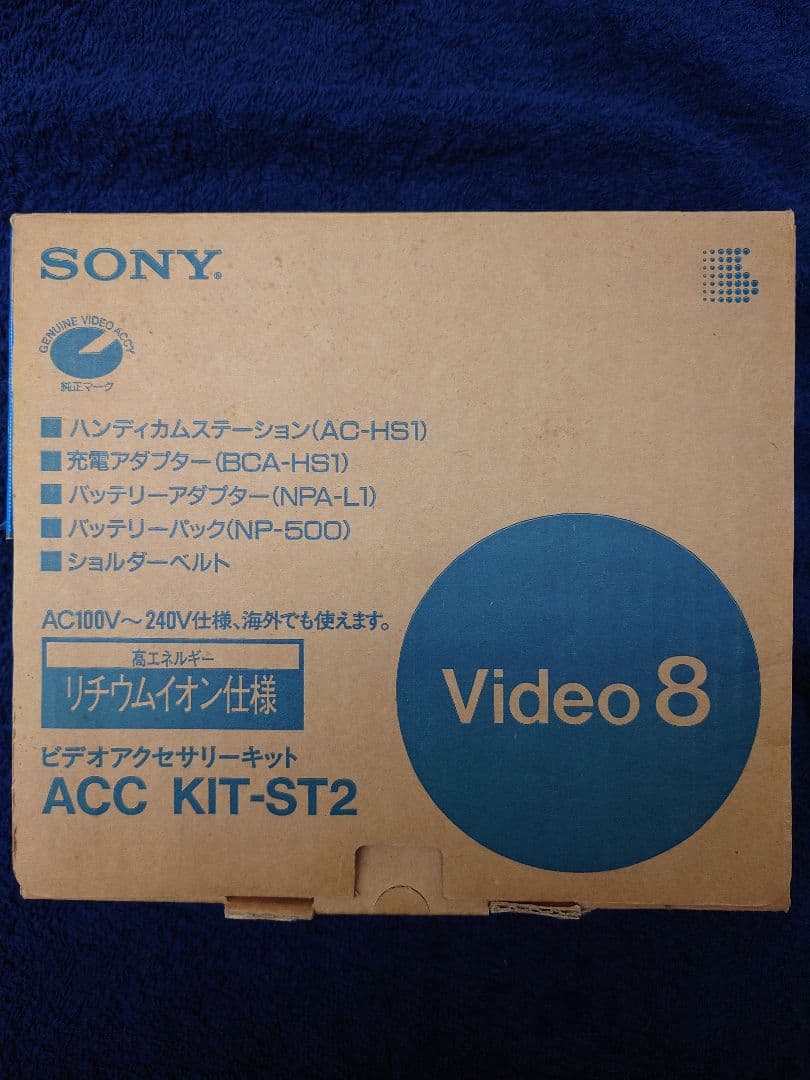 SONY®
GENUINE VIDEO ACC'Y
純正マーク
■ハンディカムステーション(AC-HS1)
■充電アダプター(BCA-HS1)
■バッテリーアダプター(NPA-L1)
■バッテリーパック(NP-500)
■ショルダーベルト
AC100V〜240V仕様、海外でも使えます。
高エネルギー
リチウムイオン仕様
ビデオアクセサリーキット
ACC KIT-ST2
Video 8